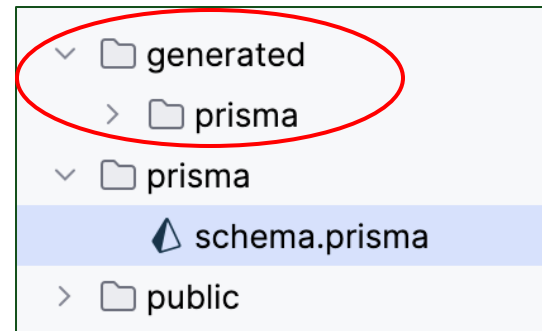 generated
prisma
prisma
schema.prisma
public